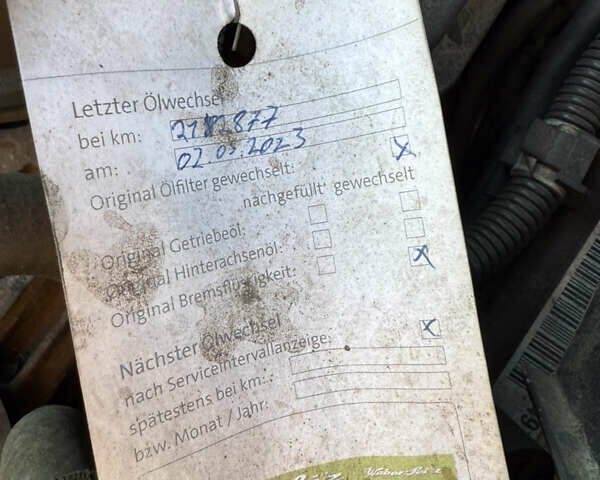 Letzter Ölwechsel
bei km:
am: 02.05.2023
Original Ölfilter gewechselt: x
nachgefüllt gewechselt
Original Getriebeöl:
Original Hinterachsenöl:
Original Bremsflüssigkeit: x
Nächster Ölwechsel
nach Serviceintervallanzeige: x
spätestens bei km:
bzw. Monat / Jahr: